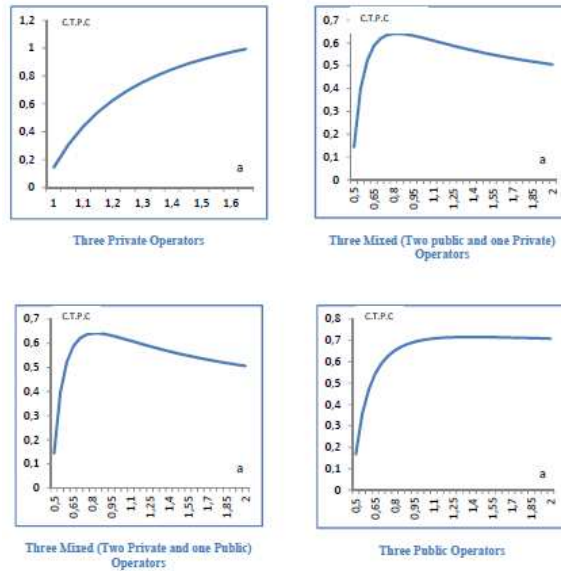 1,2
C.T.P.C
1
0,8
0,6
0,4
0,2
0
a
1 1,1 1,2 1,3 1,4 1,5 1,6
Three Private Operators
0,7
C.T.P.C
0,6
0,5
0,4
0,3
0,2
0,1
0
a
0,5 0,65 0,8 0,95 1,1 1,25 1,4 1,55 1,7 1,85 2
Three Mixed (Two public and one Private)
Operators
0,7
C.T.P.C
0,6
0,5
0,4
0,3
0,2
0,1
0
a
0,5 0,65 0,8 0,95 1,1 1,25 1,4 1,55 1,7 1,85 2
Three Mixed (Two Private and one Public)
Operators
0,8
C.T.P.C
0,7
0,6
0,5
0,4
0,3
0,2
0,1
0
a
0,5 0,65 0,8 0,95 1,1 1,25 1,4 1,55 1,7 1,85 2
Three Public Operators